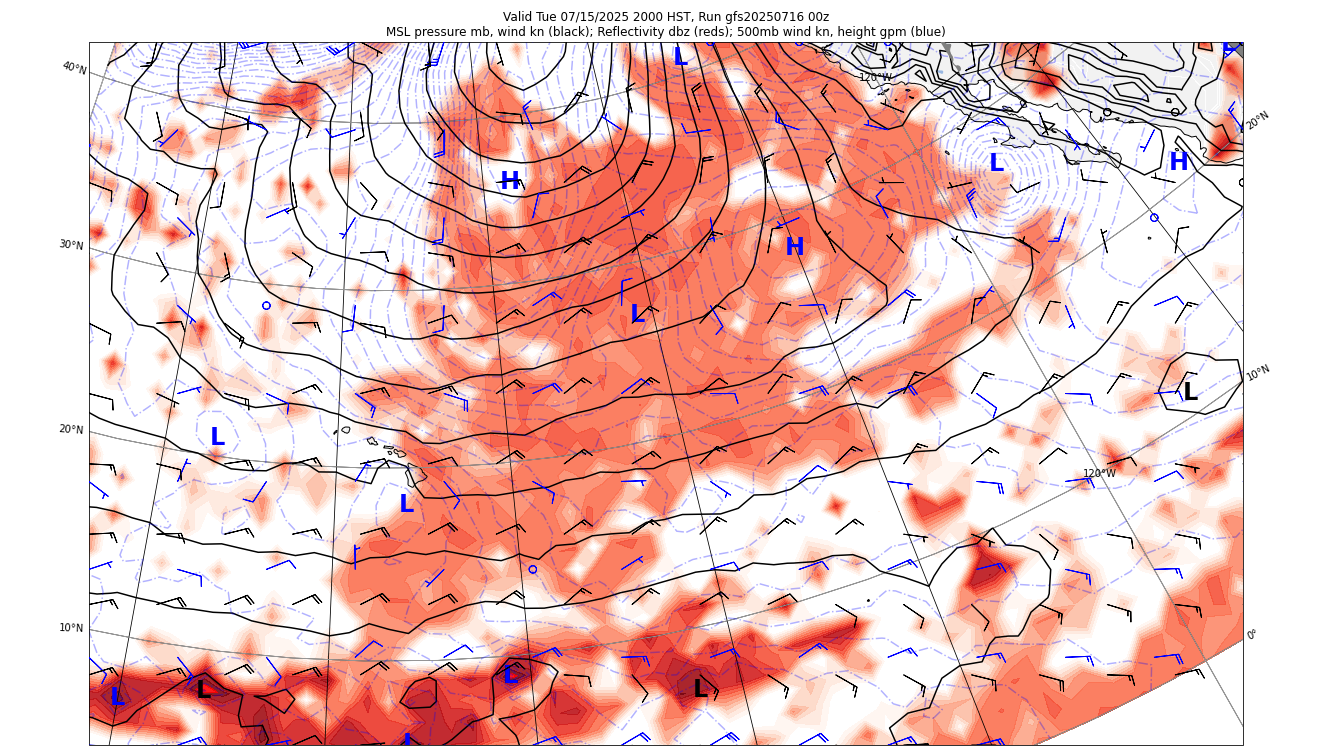 Valid Tue 07/15/2025 2000 HST, Run gfs20250716 00z
MSL pressure mb, wind kn (black); Reflectivity dbz (reds); 500mb wind kn, height gpm (blue)
L
L
40°N
120°W
20°N
H
L
H
30°N
H
L
10°N
L
20°N
L
120°W
L
10°N
0°
L
L
L
L
L